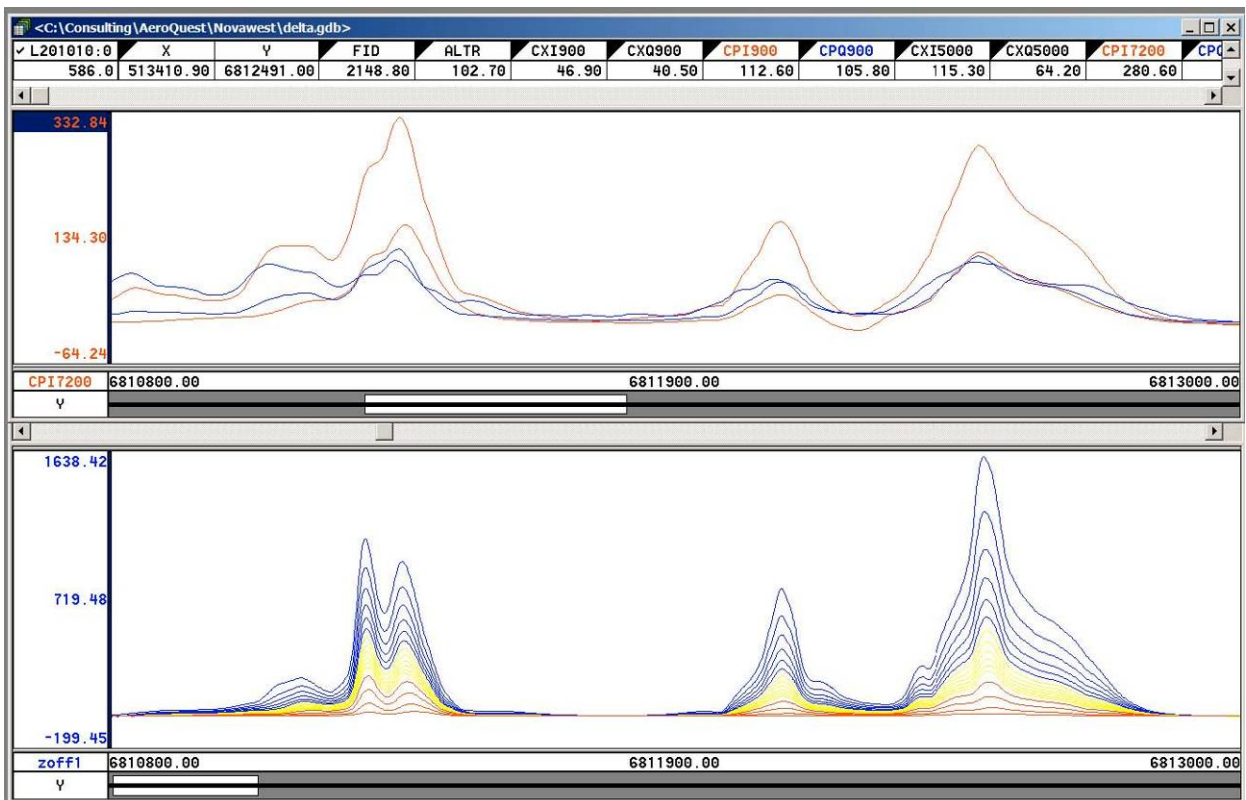 <C:\Consulting\AeroQuest\Novawest\delta.gdb>
✓ L201010:0 X Y FID ALTR CXI900 CXQ900 CPI900 CPQ900 CXI5000 CXQ5000 CPI7200
586.0 513410.90 6812491.00 2148.80 102.70 46.90 40.50 112.60 105.80 115.30 64.20 280.60
332.84
134.30
-64.24
CPI7200 6810800.00 6811900.00 6813000.00
Y
1638.42
719.48
-199.45
zoff1 6810800.00 6811900.00 6813000.00
Y